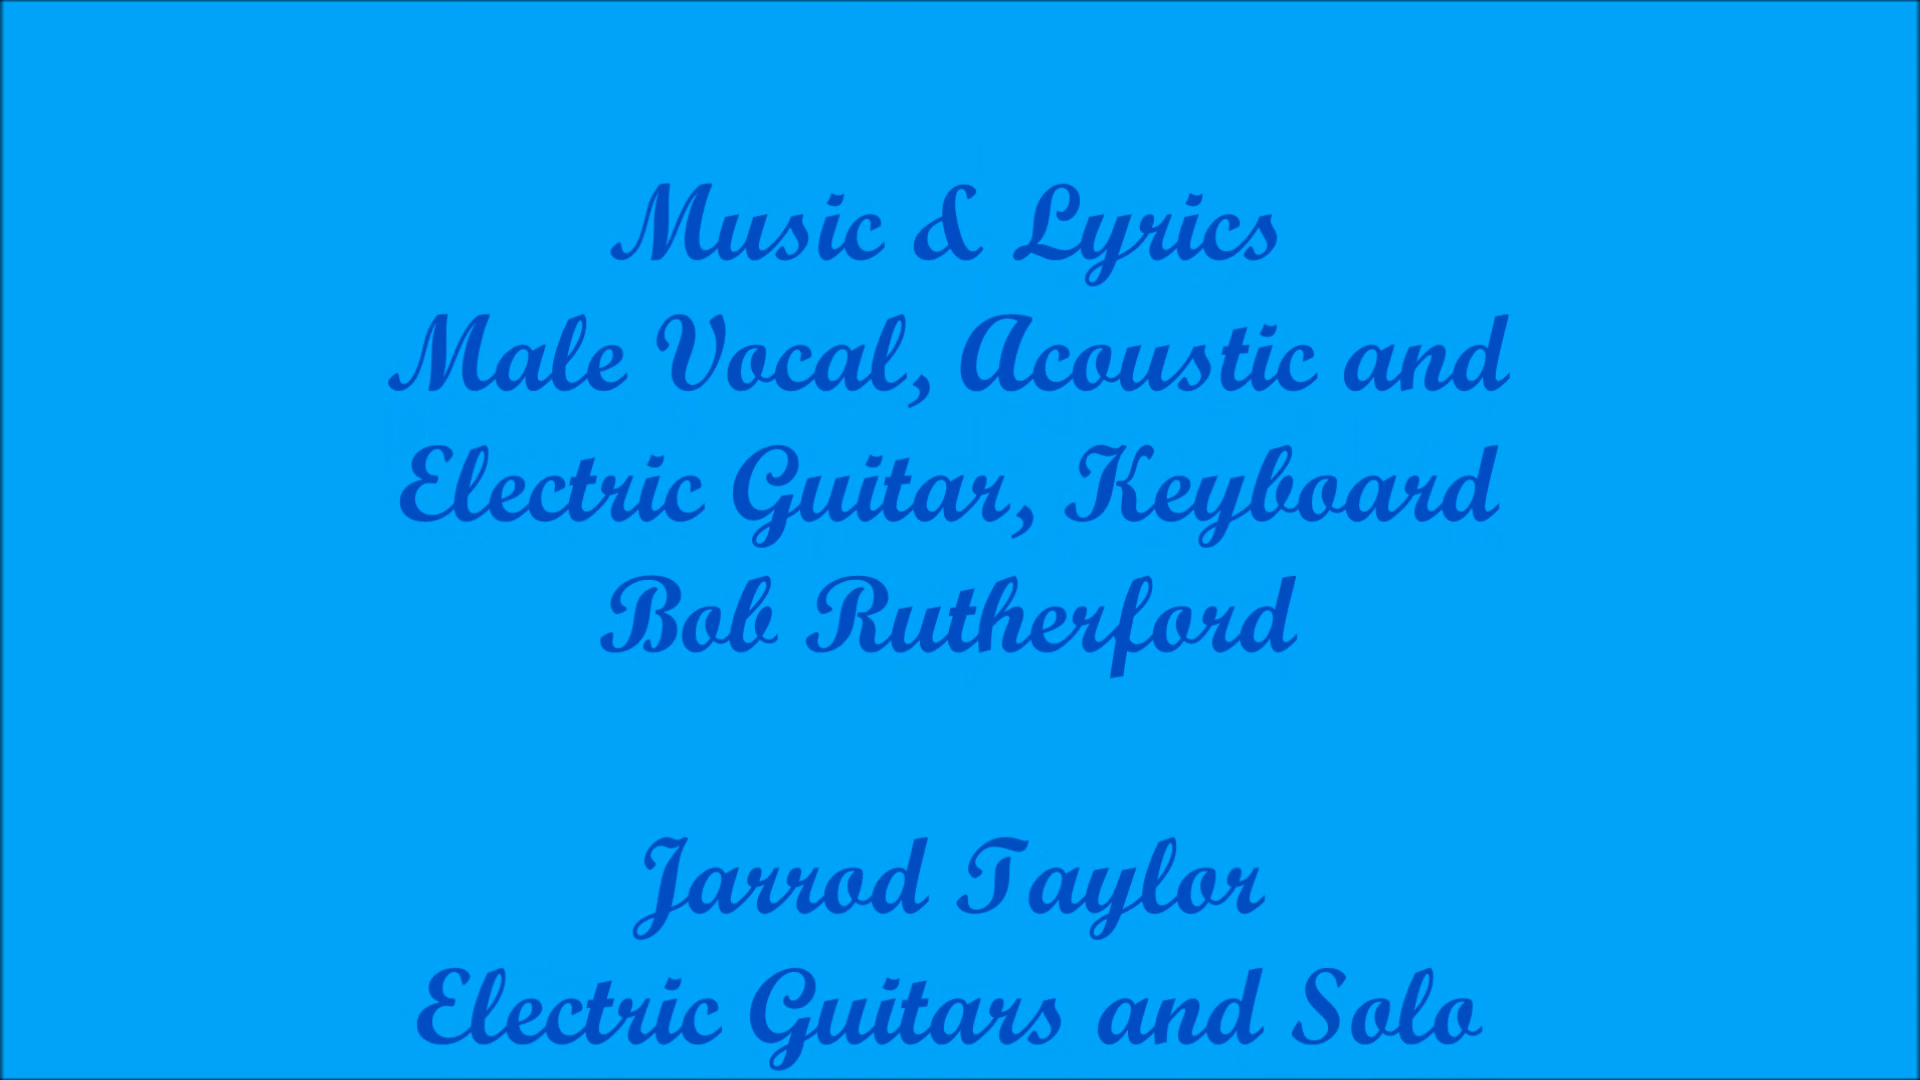 Music & Lyrics
Male Vocal, Acoustic and
Electric Guitar, Keyboard
Bob Rutherford
Jarrod Taylor
Electric Guitars and Solo